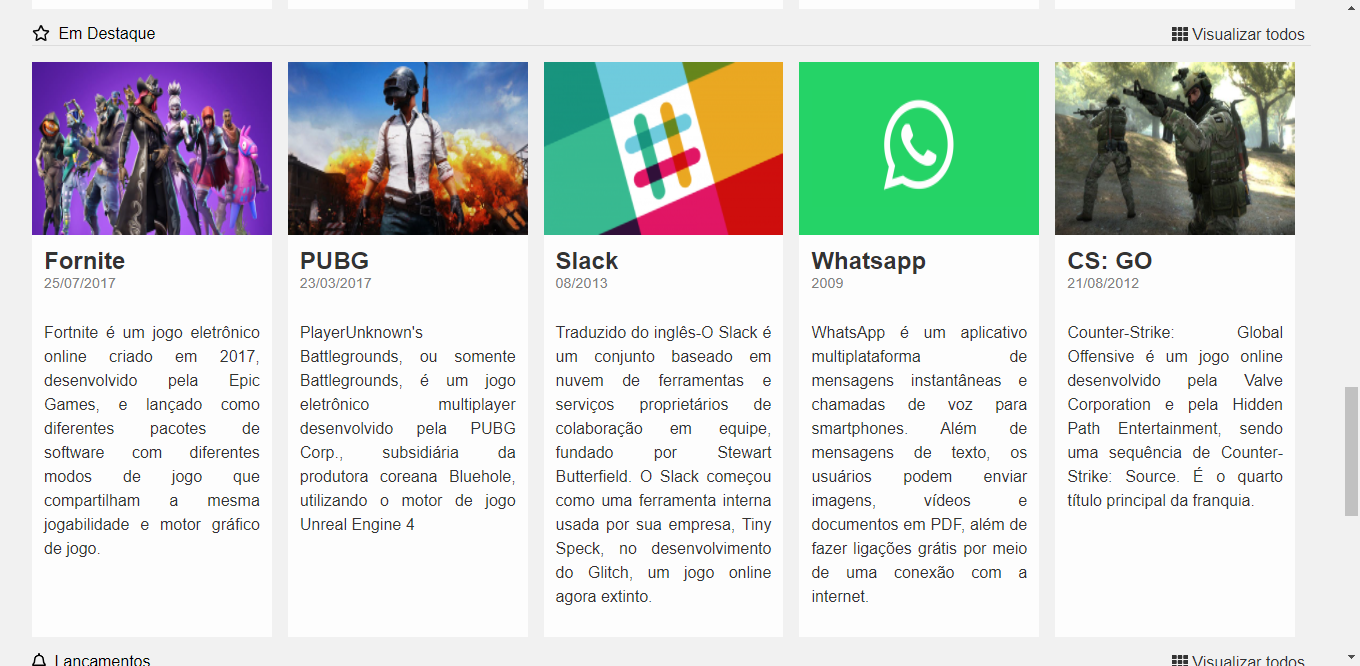 Em Destaque
Visualizar todos
Fornite
25/07/2017
Fortnite é um jogo eletrônico
online criado em 2017,
desenvolvido pela Epic
Games, e lançado como
diferentes pacotes de
software com diferentes
modos de jogo que
compartilham a mesma
jogabilidade e motor gráfico
de jogo.
PUBG
23/03/2017
PlayerUnknown's
Battlegrounds, ou somente
Battlegrounds, é um jogo
eletrônico multiplayer
desenvolvido pela PUBG
Corp., subsidiária da
produtora coreana Bluehole,
utilizando o motor de jogo
Unreal Engine 4
Slack
08/2013
Traduzido do inglês-O Slack é
um conjunto baseado em
nuvem de ferramentas e
serviços proprietários de
colaboração em equipe,
fundado por Stewart
Butterfield. O Slack começou
como uma ferramenta interna
usada por sua empresa, Tiny
Speck, no desenvolvimento
do Glitch, um jogo online
agora extinto.
Whatsapp
2009
WhatsApp é um aplicativo
multiplataforma de
mensagens instantâneas e
chamadas de voz para
smartphones. Além de
mensagens de texto, os
usuários podem enviar
imagens, vídeos e
documentos em PDF, além de
fazer ligações grátis por meio
de uma conexão com a
internet.
CS: GO
21/08/2012
Counter-Strike: Global
Offensive é um jogo online
desenvolvido pela Valve
Corporation e pela Hidden
Path Entertainment, sendo
uma sequência de Counter-
Strike: Source. É o quarto
título principal da franquia.
Lançamentos
Visualizar todos